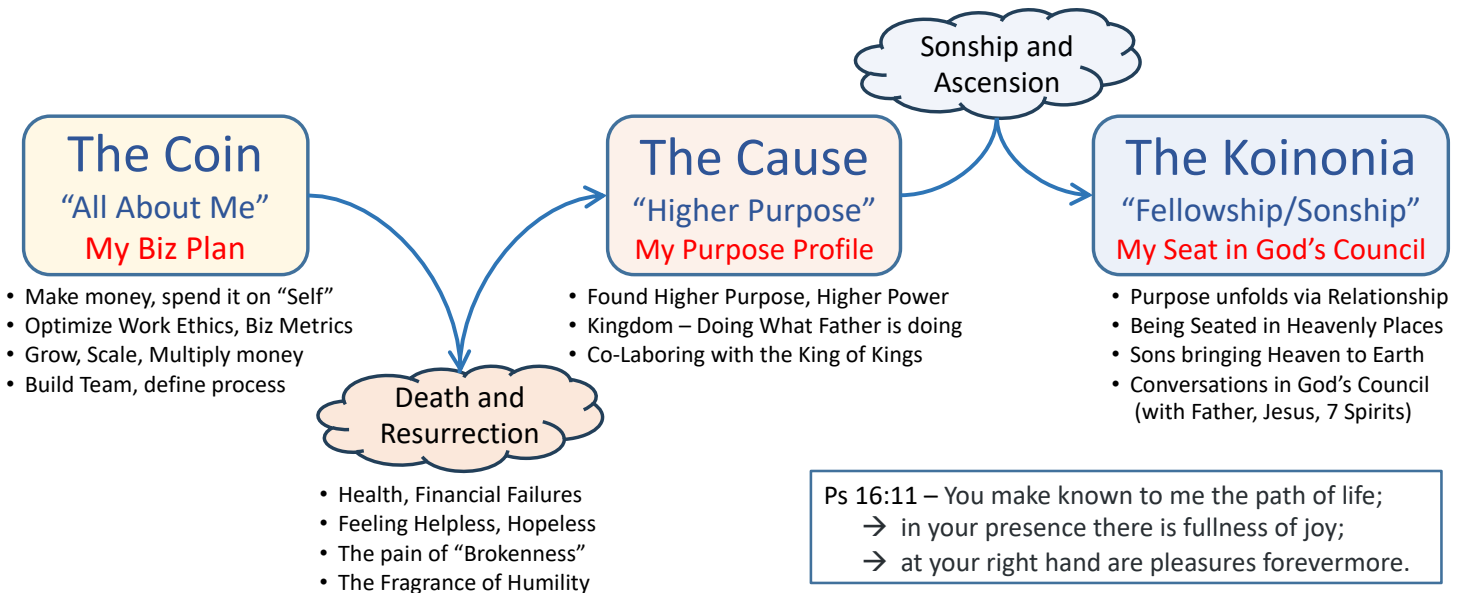 Sonship and
Ascension
The Coin
“All About Me”
My Biz Plan
• Make money, spend it on “Self”
• Optimize Work Ethics, Biz Metrics
• Grow, Scale, Multiply money
• Build Team, define process
Death and
Resurrection
• Health, Financial Failures
• Feeling Helpless, Hopeless
• The pain of “Brokenness”
• The Fragrance of Humility
The Cause
“Higher Purpose”
My Purpose Profile
• Found Higher Purpose, Higher Power
• Kingdom – Doing What Father is doing
• Co-Laboring with the King of Kings
The Koinonia
“Fellowship/Sonship”
My Seat in God’s Council
• Purpose unfolds via Relationship
• Being Seated in Heavenly Places
• Sons bringing Heaven to Earth
• Conversations in God’s Council
(with Father, Jesus, 7 Spirits)
Ps 16:11 – You make known to me the path of life;
→ in your presence there is fullness of joy;
→ at your right hand are pleasures forevermore.